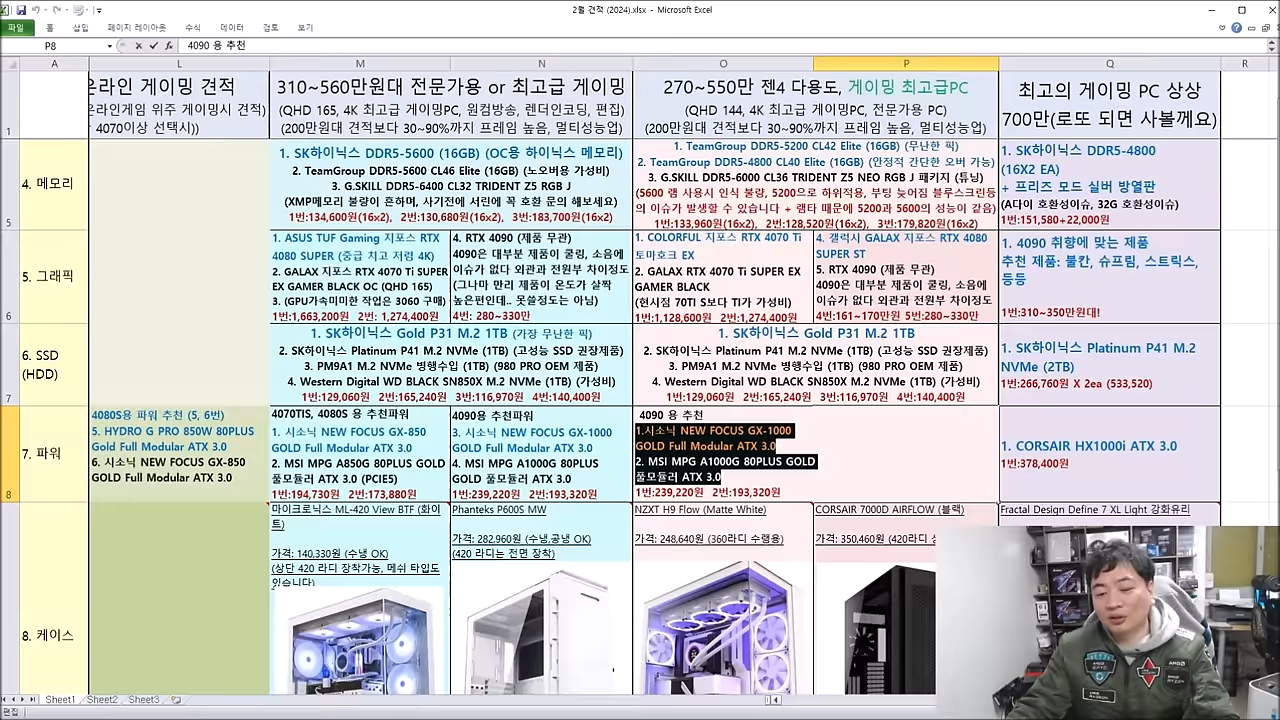 2월 견적 (2024).xlsx - Microsoft Excel
파일 홈 삽입 페이지 레이아웃 수식 데이터 검토 보기
P8 fx 4090 용 추천
A L M N O P Q R
1
온라인 게이밍 견적
온라인게임 위주 게이밍시 견적)
4070이상 선택시))
310~560만원대 전문가용 or 최고급 게이밍
(QHD 165, 4K 최고급 게이밍PC, 원컴방송, 렌더인코딩, 편집)
(200만원대 견적보다 30~90%까지 프레임 높음, 멀티성능업)
270~550만 젠4 다용도, 게이밍 최고급PC
(QHD 144, 4K 최고급 게이밍PC, 전문가용 PC)
(200만원대 견적보다 30~90%까지 프레임 높음, 멀티성능업)
최고의 게이밍 PC 상상
700만(로또 되면 사볼께요)
5
4. 메모리
1. SK하이닉스 DDR5-5600 (16GB) (OC용 하이닉스 메모리)
2. TeamGroup DDR5-5600 CL46 Elite (16GB) (노오버용 가성비)
3. G.SKILL DDR5-6400 CL32 TRIDENT Z5 RGB J
(XMP메모리 불량이 흔하며, 사기전에 서린에 꼭 호환 문의 해보세요)
1번:134,600원(16x2), 2번:130,680원(16x2), 3번:183,700원(16x2)
1. TeamGroup DDR5-5200 CL42 Elite (16GB) (무난한 픽)
2. TeamGroup DDR5-4800 CL40 Elite (16GB) (안정적 간단한 오버 가능)
3. G.SKILL DDR5-6000 CL36 TRIDENT Z5 NEO RGB J 패키지 (튜닝)
(5600 램 사용시 인식 불량, 5200으로 하위적용, 부팅 늦어짐 블루스크린등
의 이슈가 발생할 수 있습니다 + 램타 때문에 5200과 5600의 성능이 같음)
1번:133,960원(16x2), 2번:128,520원(16x2), 3번:179,820원(16x2)
1. SK하이닉스 DDR5-4800
(16X2 EA)
+ 프리즈 모드 실버 방열판
(A다이 호환성이슈, 32G 호환성이슈)
1번:151,580+22,000원
6
5. 그래픽
1. ASUS TUF Gaming 지포스 RTX
4080 SUPER (중급 치고 저렴 4K)
2. GALAX 지포스 RTX 4070 Ti SUPER
EX GAMER BLACK OC (QHD 165)
3. (GPU가속미미한 작업은 3060 구매)
1번:1,663,200원 2번: 1,274,400원
4. RTX 4090 (제품 무관)
4090은 대부분 제품이 쿨링, 소음에
이슈가 없다 외관과 전원부 차이정도
(그나마 만리 제품이 온도가 살짝
높은편인데.. 못쓸정도는 아님)
4번: 280~330만
1. COLORFUL 지포스 RTX 4070 Ti
토마호크 EX
2. GALAX RTX 4070 Ti SUPER EX
GAMER BLACK
(현시점 70TI S보다 TI가 가성비)
1번:1,128,600원 2번:1,274,400원
4. 갤럭시 GALAX 지포스 RTX 4080
SUPER ST
5. RTX 4090 (제품 무관)
4090은 대부분 제품이 쿨링, 소음에
이슈가 없다 외관과 전원부 차이정도
4번:161~170만원 5번:280~330만
1. 4090 취향에 맞는 제품
추천 제품: 불칸, 슈프림, 스트릭스,
등등
1번:310~350만원대!
7
6. SSD
(HDD)
1. SK하이닉스 Gold P31 M.2 1TB (가장 무난한 픽)
2. SK하이닉스 Platinum P41 M.2 NVMe (1TB) (고성능 SSD 권장제품)
3. PM9A1 M.2 NVMe 병행수입 (1TB) (980 PRO OEM 제품)
4. Western Digital WD BLACK SN850X M.2 NVMe (1TB) (가성비)
1번:129,060원 2번:165,240원 3번:116,970원 4번:140,400원
1. SK하이닉스 Gold P31 M.2 1TB
2. SK하이닉스 Platinum P41 M.2 NVMe (1TB) (고성능 SSD 권장제품)
3. PM9A1 M.2 NVMe 병행수입 (1TB) (980 PRO OEM 제품)
4. Western Digital WD BLACK SN850X M.2 NVMe (1TB) (가성비)
1번:129,060원 2번:165,240원 3번:116,970원 4번:140,400원
1. SK하이닉스 Platinum P41 M.2
NVMe (2TB)
1번:266,760원 X 2ea (533,520)
8
7. 파워
4080S용 파워 추천 (5, 6번)
5. HYDRO G PRO 850W 80PLUS
Gold Full Modular ATX 3.0
6. 시소닉 NEW FOCUS GX-850
GOLD Full Modular ATX 3.0
4070TIS, 4080S 용 추천파워
1. 시소닉 NEW FOCUS GX-850
GOLD Full Modular ATX 3.0
2. MSI MPG A850G 80PLUS GOLD
풀모듈러 ATX 3.0 (PCIE5)
1번:194,730원 2번:173,880원
4090용 추천파워
3. 시소닉 NEW FOCUS GX-1000
GOLD Full Modular ATX 3.0
4. MSI MPG A1000G 80PLUS
GOLD 풀모듈러 ATX 3.0
1번:239,220원 2번:193,320원
4090 용 추천
1.시소닉 NEW FOCUS GX-1000
GOLD Full Modular ATX 3.0
2. MSI MPG A1000G 80PLUS GOLD
풀모듈러 ATX 3.0
1번:239,220원 2번:193,320원
1. CORSAIR HX1000i ATX 3.0
1번:378,400원
8. 케이스
마이크로닉스 ML-420 View BTF (화이
트)
가격: 140,330원 (수냉 OK)
(상단 420 라디 장착가능, 메쉬 타입도
있습니다)
Phanteks P600S MW
가격: 282,960원 (수냉,공냉 OK)
(420 라디는 전면 장착)
NZXT H9 Flow (Matte White)
가격: 248,640원 (360라디 수랭용)
CORSAIR 7000D AIRFLOW (블랙)
가격: 350,460원 (420라디
Fractal Design Define 7 XL Light 강화유리
Sheet1 Sheet2 Sheet3
편집